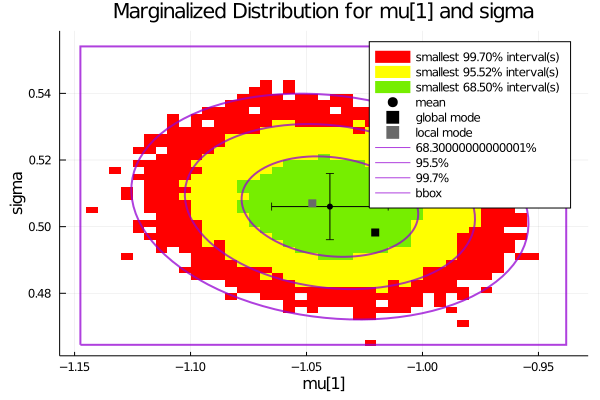 Marginalized Distribution for mu[1] and sigma
smallest 99.70% interval(s)
smallest 95.52% interval(s)
smallest 68.50% interval(s)
mean
global mode
local mode
68.30000000000001%
95.5%
99.7%
bbox
sigma
0.54
0.52
0.50
0.48
−1.15
−1.10
−1.05
−1.00
−0.95
mu[1]